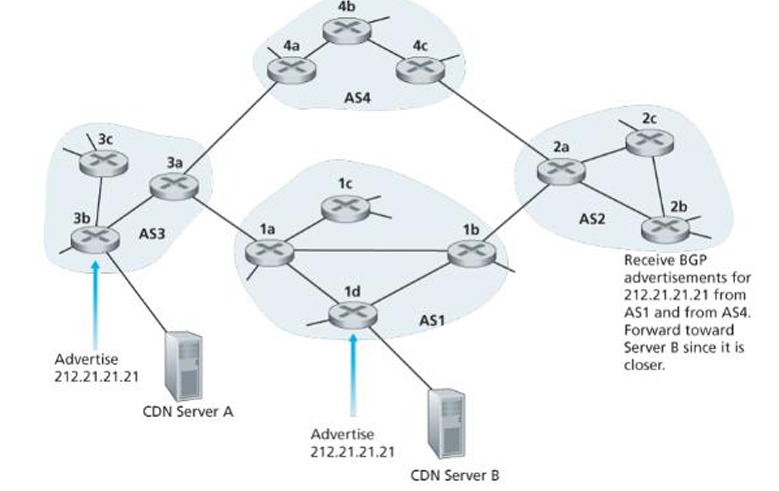 4b
4a
4c
AS4
3c
3a
3b
AS3
1c
1a
1b
1d
AS1
2c
2a
2b
AS2
Receive BGP
advertisements for
212.21.21.21 from
AS1 and from AS4.
Forward toward
Server B since it is
closer.
Advertise
212.21.21.21
CDN Server A
Advertise
212.21.21.21
CDN Server B